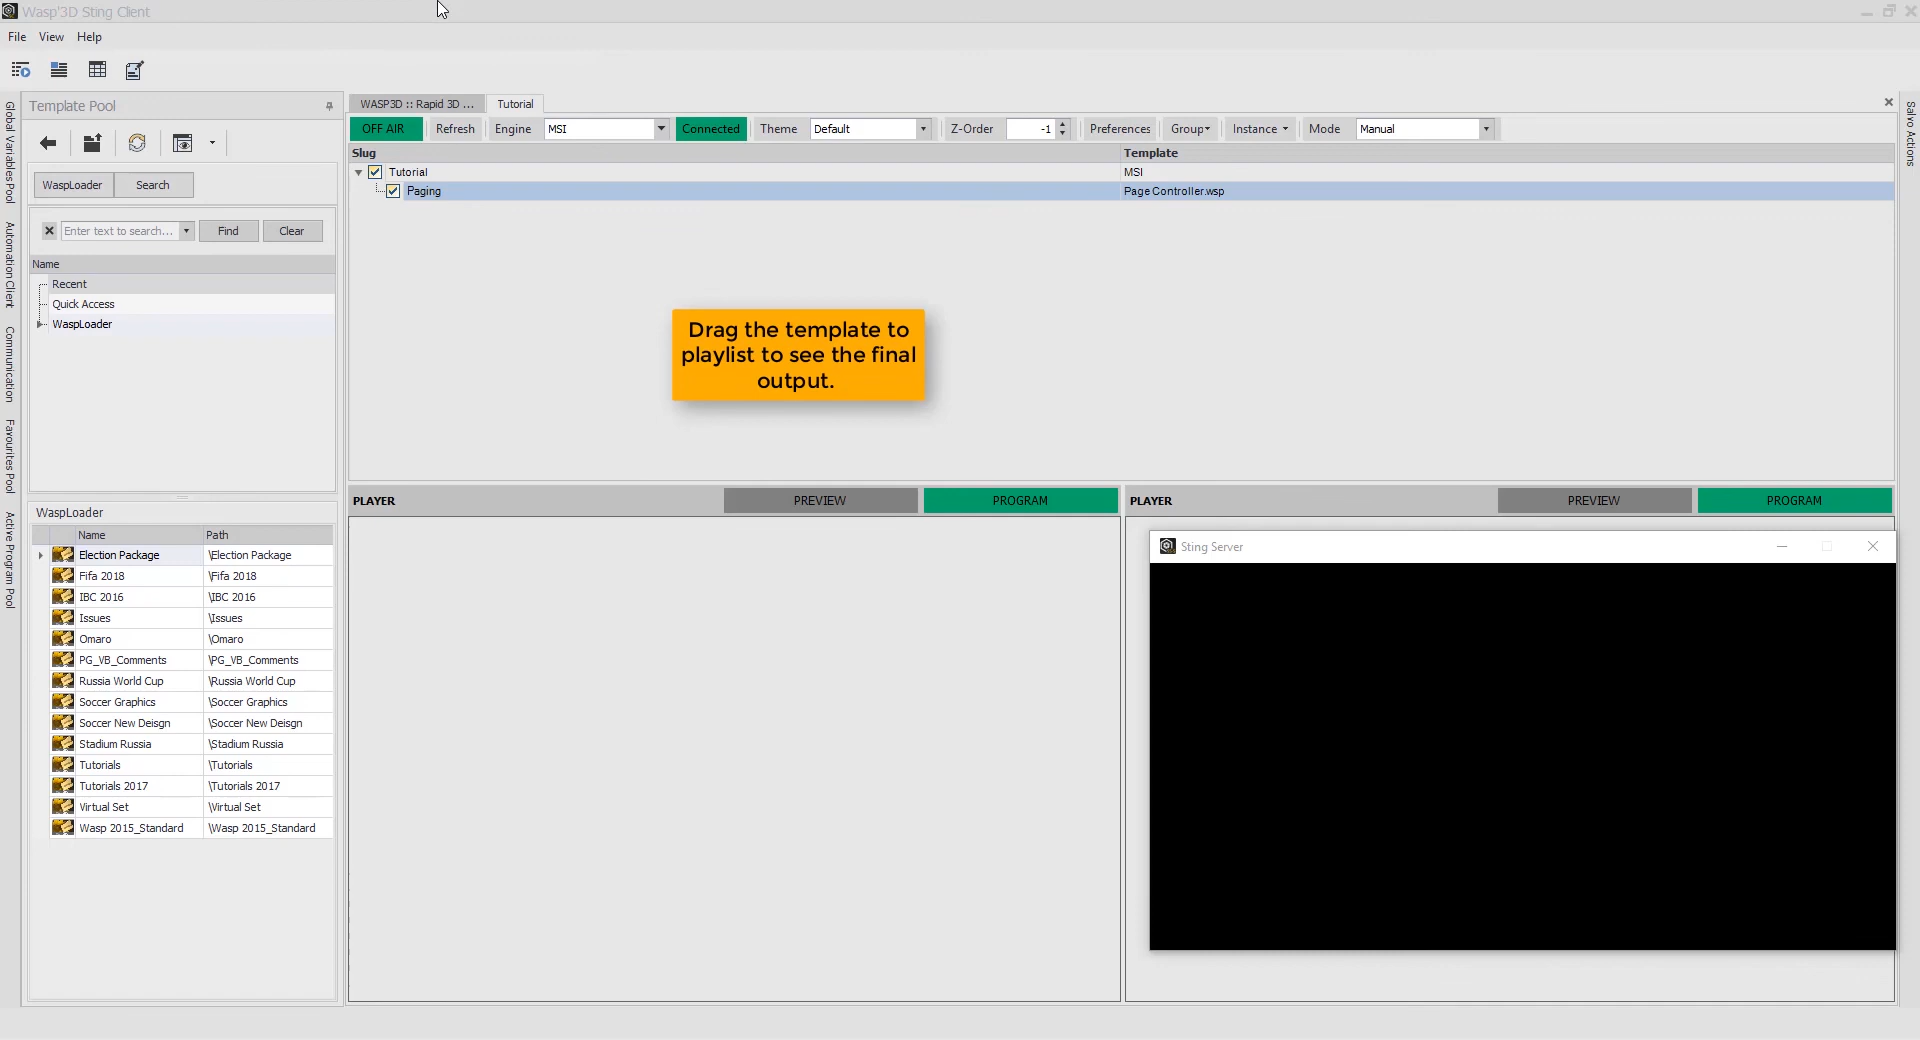 Wasp'3D Sting Client
File View Help
Template Pool
WASP3D :: Rapid 3D ... Tutorial
OFF AIR Refresh Engine MSI Connected Theme Default Z-Order -1 Preferences Group Instance Mode Manual
Slug Template
Tutorial MSI
Paging Page Controller.wsp
Global Variables Pool
Automation Client
Communication
Favourites Pool
Active Program Pool
Salvo Actions
WaspLoader Search
Enter text to search... Find Clear
Name
Recent
Quick Access
WaspLoader
Drag the template to
playlist to see the final
output.
WaspLoader
Name Path
Election Package \Election Package
Fifa 2018 \Fifa 2018
IBC 2016 \IBC 2016
Issues \Issues
Omaro \Omaro
PG_VB_Comments \PG_VB_Comments
Russia World Cup \Russia World Cup
Soccer Graphics \Soccer Graphics
Soccer New Deisgn \Soccer New Deisgn
Stadium Russia \Stadium Russia
Tutorials \Tutorials
Tutorials 2017 \Tutorials 2017
Virtual Set \Virtual Set
Wasp 2015_Standard \Wasp 2015_Standard
PLAYER PREVIEW PROGRAM
PLAYER PREVIEW PROGRAM
Sting Server